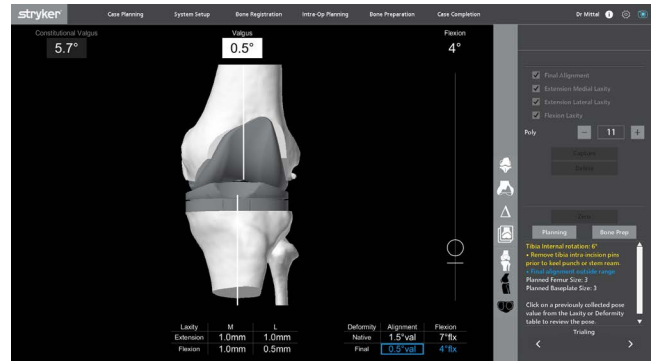 stryker
Case Planning
System Setup
Bone Registration
Intra-Op Planning
Bone Preparation
Case Completion
Dr Mittal
Constitutional Valgus
5.7°
Valgus
0.5°
Flexion
4°
Final Alignment
Extension Medial Laxity
Extension Lateral Laxity
Flexion Laxity
Poly
−
11
+
Capture
Delete
Planning
Bone Prep
Tibia Internal rotation: 6°
• Remove tibia intra-incision pins
prior to keel punch or stem ream.
• Final alignment outside range
Planned Femur Size: 3
Planned Baseplate Size: 3
Click on a previously collected pose
value from the Laxity or Deformity
table to review the pose.
Trialing
Laxity M L
Extension 1.0mm 1.0mm
Flexion 1.0mm 0.5mm
Deformity Alignment Flexion
Native 1.5°val 7°flx
Final 0.5°val 4°flx